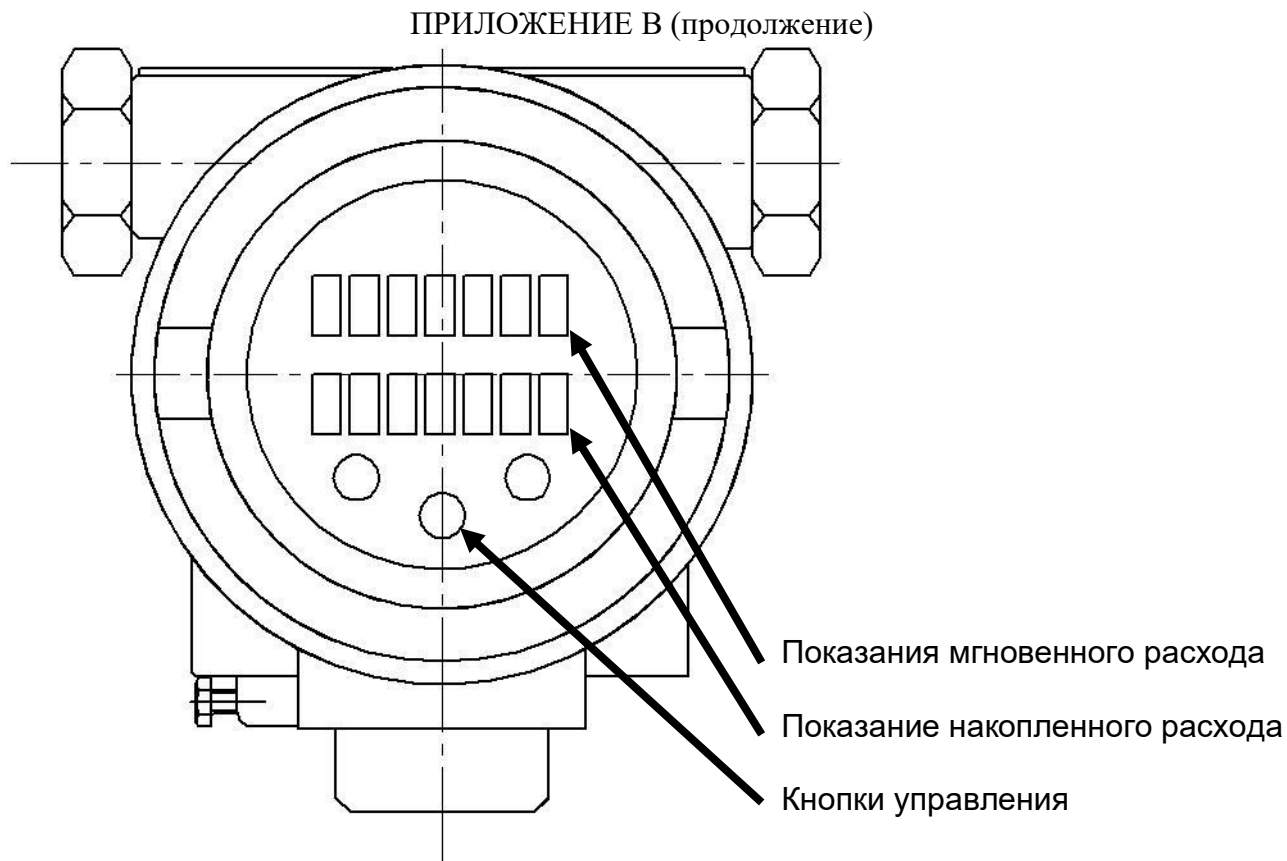 ПРИЛОЖЕНИЕ В (продолжение)
Показания мгновенного расхода
Показание накопленного расхода
Кнопки управления